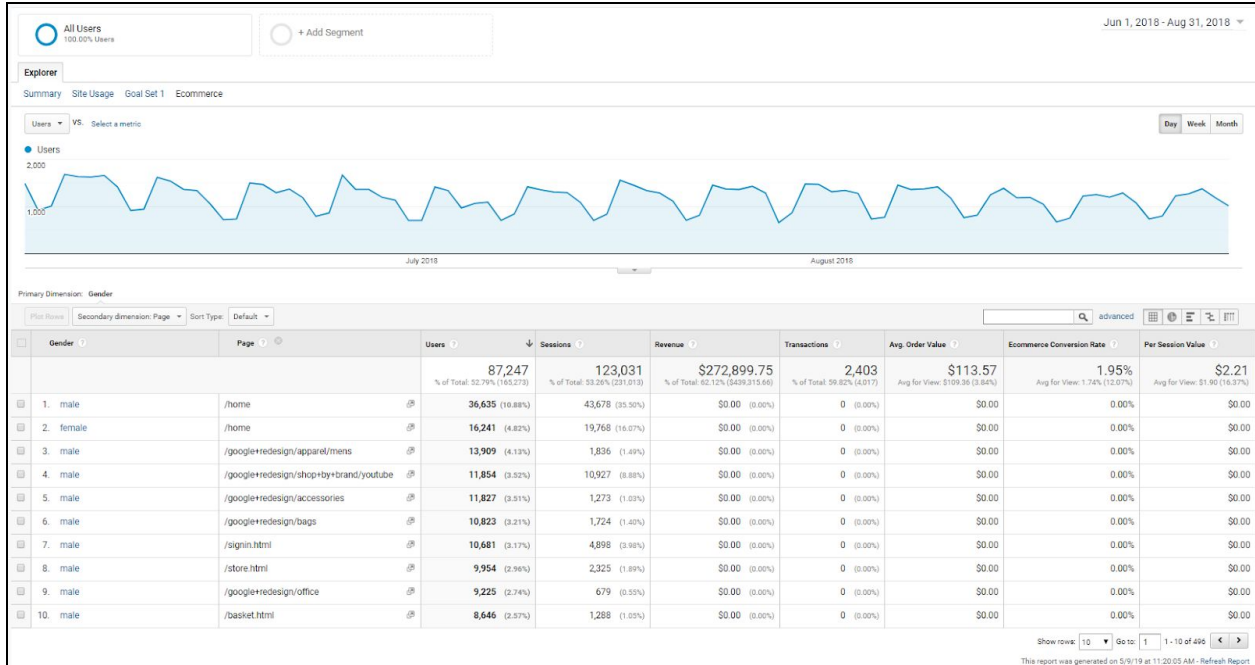 All Users
100.00% Users
+ Add Segment
Jun 1, 2018 - Aug 31, 2018
Explorer
Summary Site Usage Goal Set 1 Ecommerce
Users VS. Select a metric
Day Week Month
Users
2,000
1,000
July 2018 August 2018
Primary Dimension: Gender
Plot Rows Secondary dimension: Page Sort Type: Default advanced
Gender Page Users Sessions Revenue Transactions Avg. Order Value Ecommerce Conversion Rate Per Session Value
87,247 123,031 $272,899.75 2,403 $113.57 1.95% $2.21
% of Total: 52.79% (165,273) % of Total: 53.26% (231,013) % of Total: 62.12% ($439,315.66) % of Total: 59.82% (4,017) Avg for View: $109.36 (3.84%) Avg for View: 1.74% (12.07%) Avg for View: $1.90 (16.37%)
1. male /home 36,635 (10.88%) 43,678 (35.50%) $0.00 (0.00%) 0 (0.00%) $0.00 0.00% $0.00
2. female /home 16,241 (4.82%) 19,768 (16.07%) $0.00 (0.00%) 0 (0.00%) $0.00 0.00% $0.00
3. male /google+redesign/apparel/mens 13,909 (4.13%) 1,836 (1.49%) $0.00 (0.00%) 0 (0.00%) $0.00 0.00% $0.00
4. male /google+redesign/shop+by+brand/youtube 11,854 (3.52%) 10,927 (8.88%) $0.00 (0.00%) 0 (0.00%) $0.00 0.00% $0.00
5. male /google+redesign/accessories 11,827 (3.51%) 1,273 (1.03%) $0.00 (0.00%) 0 (0.00%) $0.00 0.00% $0.00
6. male /google+redesign/bags 10,823 (3.21%) 1,724 (1.40%) $0.00 (0.00%) 0 (0.00%) $0.00 0.00% $0.00
7. male /signin.html 10,681 (3.17%) 4,898 (3.98%) $0.00 (0.00%) 0 (0.00%) $0.00 0.00% $0.00
8. male /store.html 9,954 (2.96%) 2,325 (1.89%) $0.00 (0.00%) 0 (0.00%) $0.00 0.00% $0.00
9. male /google+redesign/office 9,225 (2.74%) 679 (0.55%) $0.00 (0.00%) 0 (0.00%) $0.00 0.00% $0.00
10. male /basket.html 8,646 (2.57%) 1,288 (1.05%) $0.00 (0.00%) 0 (0.00%) $0.00 0.00% $0.00
Show rows: 10 Go to: 1 1 - 10 of 496
This report was generated on 5/9/19 at 11:20:05 AM - Refresh Report